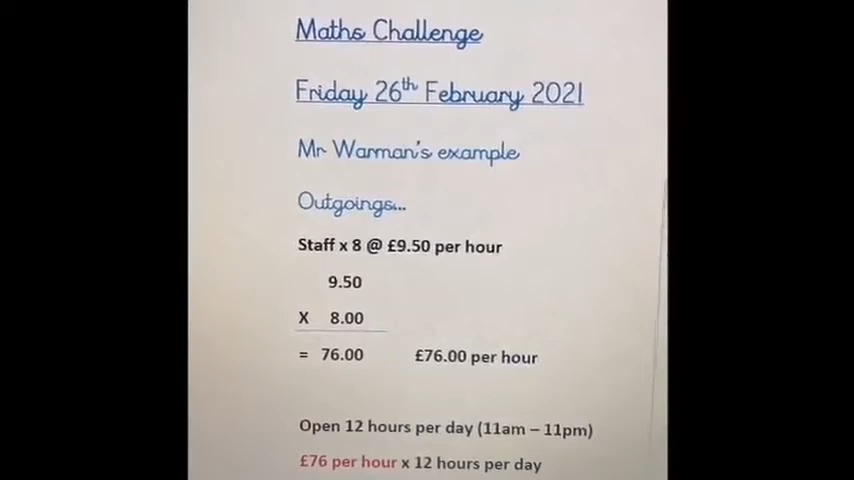 Maths Challenge
Friday 26th February 2021
Mr Warman's example
Outgoings...
Staff x 8 @ £9.50 per hour
9.50
X 8.00
= 76.00 £76.00 per hour
Open 12 hours per day (11am – 11pm)
£76 per hour x 12 hours per day